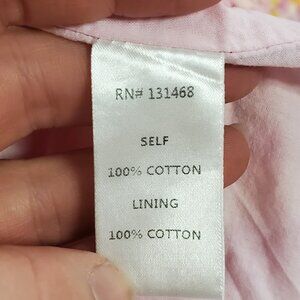 RN# 131468
SELF
100% COTTON
LINING
100% COTTON